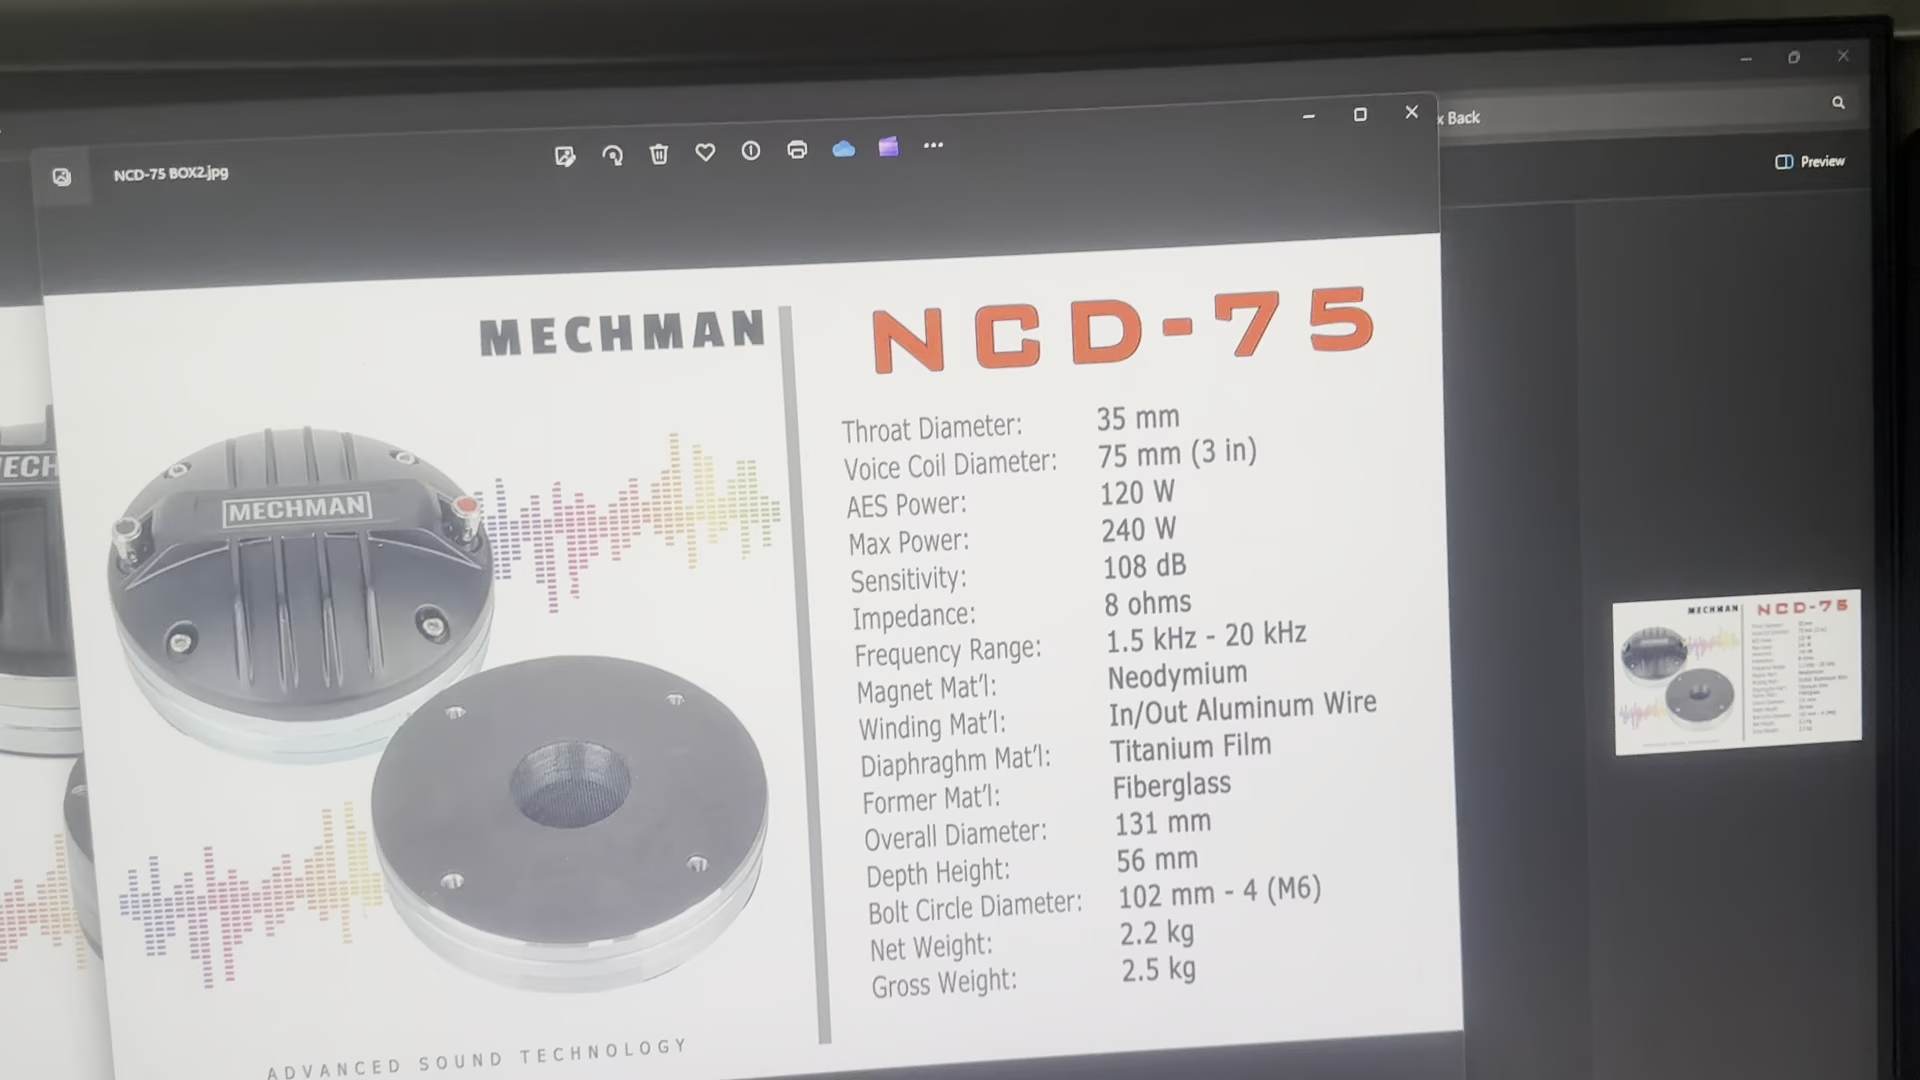 x Back
NCD-75 BOX2.jpg
Preview
MECHMAN
NCD-75
MECHMAN
Throat Diameter: 35 mm
Voice Coil Diameter: 75 mm (3 in)
AES Power: 120 W
Max Power: 240 W
Sensitivity: 108 dB
Impedance: 8 ohms
Frequency Range: 1.5 kHz - 20 kHz
Magnet Mat'l: Neodymium
Winding Mat'l: In/Out Aluminum Wire
Diaphraghm Mat'l: Titanium Film
Former Mat'l: Fiberglass
Overall Diameter: 131 mm
Depth Height: 56 mm
Bolt Circle Diameter: 102 mm - 4 (M6)
Net Weight: 2.2 kg
Gross Weight: 2.5 kg
ADVANCED SOUND TECHNOLOGY
MECH
MECHMAN
NCD-75